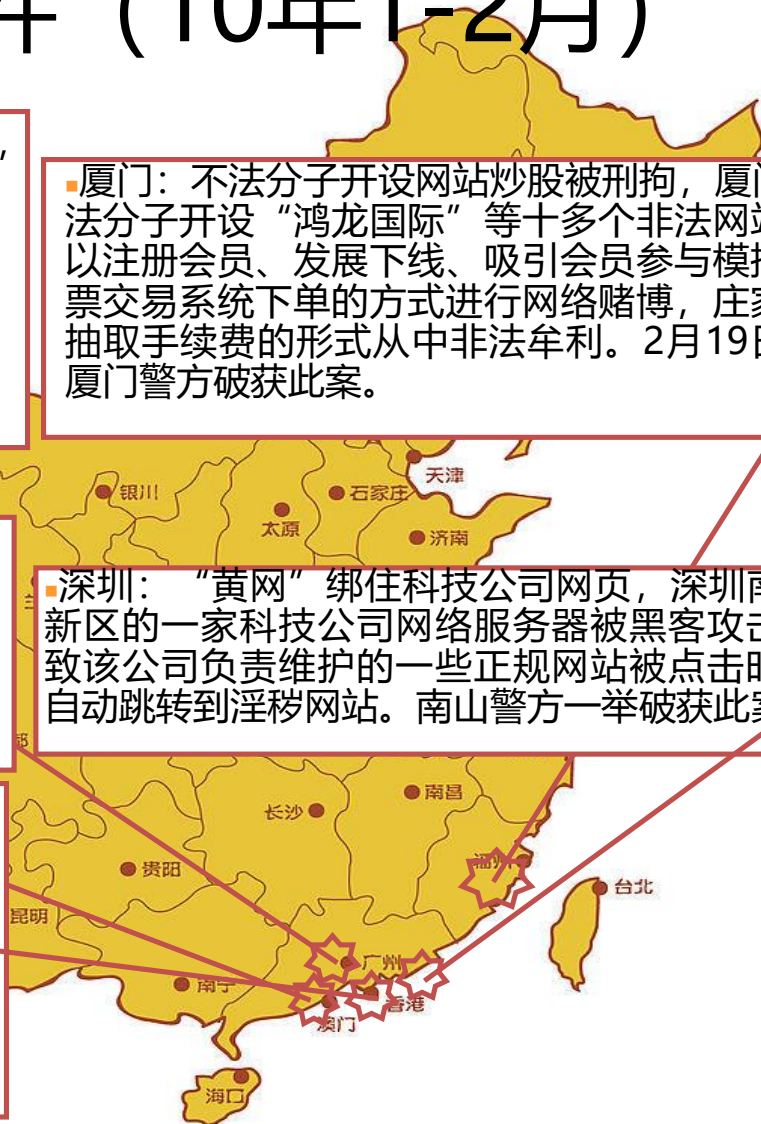 件（10年1-2月）
，
▪厦门：不法分子开设网站炒股被刑拘，厦门
法分子开设“鸿龙国际”等十多个非法网站
以注册会员、发展下线、吸引会员参与模拟
票交易系统下单的方式进行网络赌博，庄家
抽取手续费的形式从中非法牟利。2月19日
厦门警方破获此案。
天津
银川
石家庄
太原
济南
▪深圳：“黄网”绑住科技公司网页，深圳南
新区的一家科技公司网络服务器被黑客攻击
致该公司负责维护的一些正规网站被点击时
自动跳转到淫秽网站。南山警方一举破获此案
南昌
长沙
福州
贵阳
台北
昆明
广州
南宁
香港
澳门
海口